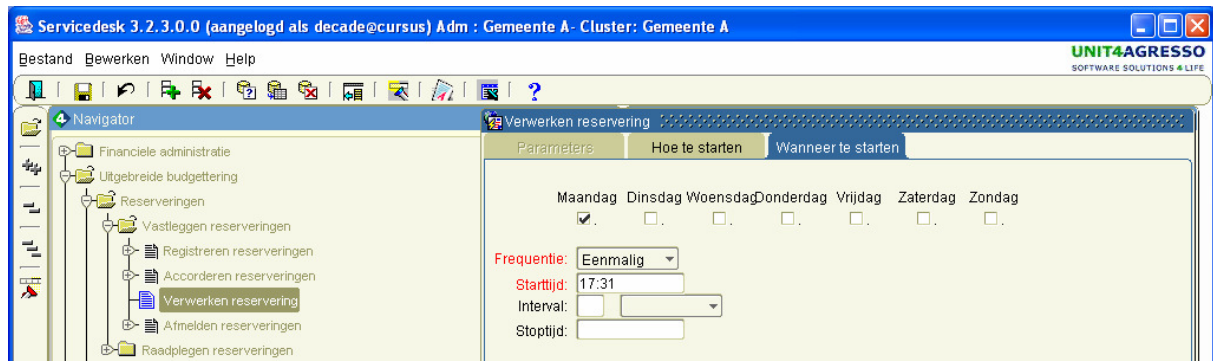 Servicedesk 3.2.3.0.0 (aangelogd als decade@cursus) Adm : Gemeente A- Cluster: Gemeente A
Bestand Bewerken Window Help
UNIT4AGRESSO
SOFTWARE SOLUTIONS 4 LIFE
Navigator
Financiele administratie
Uitgebreide budgettering
Reserveringen
Vastleggen reserveringen
Registreren reserveringen
Accorderen reserveringen
Verwerken reservering
Afmelden reserveringen
Raadplegen reserveringen
Verwerken reservering
Parameters Hoe te starten Wanneer te starten
Maandag Dinsdag Woensdag Donderdag Vrijdag Zaterdag Zondag
Frequentie: Eenmalig
Starttijd: 17:31
Interval:
Stoptijd: